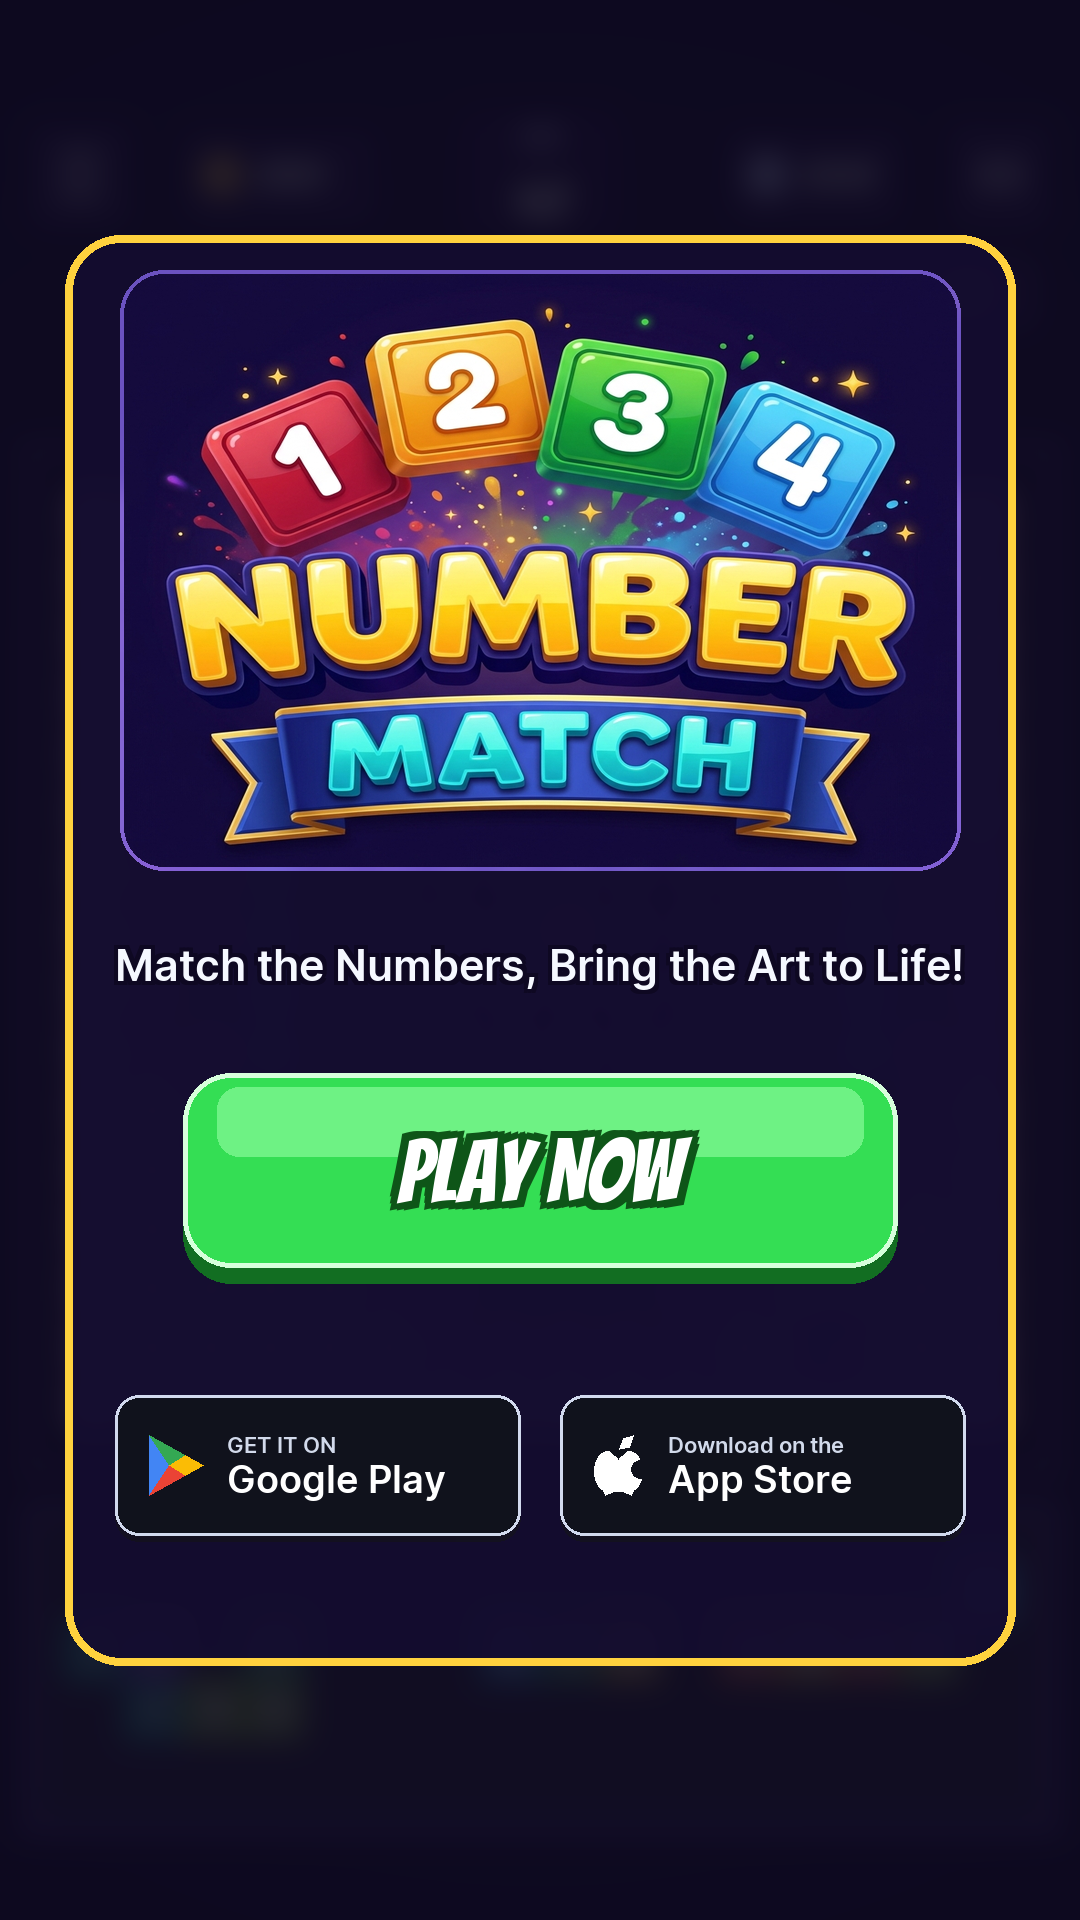 1 2 3 4
NUMBER
MATCH
Match the Numbers, Bring the Art to Life!
PLAY NOW
GET IT ON
Google Play
Download on the
App Store